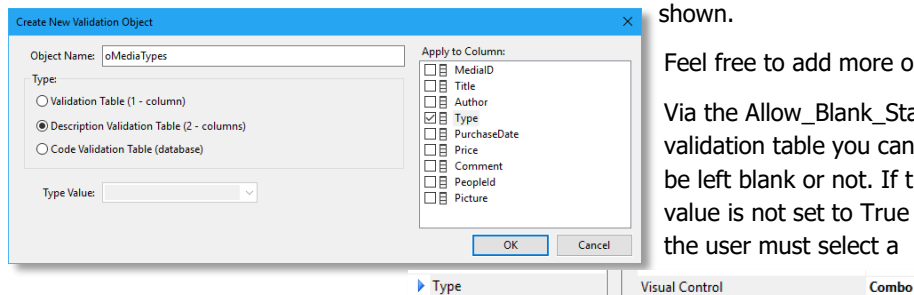 Create New Validation Object
Object Name: oMediaTypes
Type:
Validation Table (1 - column)
Description Validation Table (2 - columns)
Code Validation Table (database)
Type Value:
Apply to Column:
MediaID
Title
Author
Type
PurchaseDate
Price
Comment
PeopleId
Picture
OK Cancel
shown.
Feel free to add more o
Via the Allow_Blank_Sta
validation table you can
be left blank or not. If t
value is not set to True
the user must select a
Type Visual Control Combo